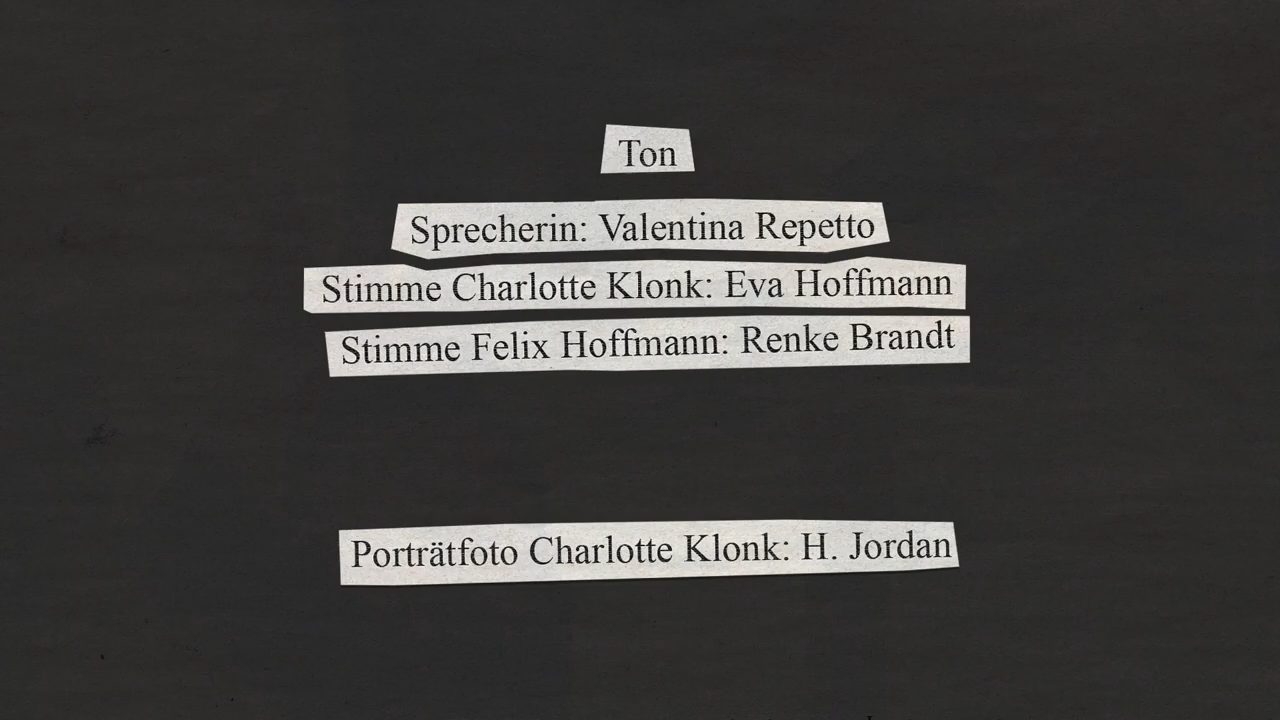 Ton
Sprecherin: Valentina Repetto
Stimme Charlotte Klonk: Eva Hoffmann
Stimme Felix Hoffmann: Renke Brandt
Porträtfoto Charlotte Klonk: H. Jordan